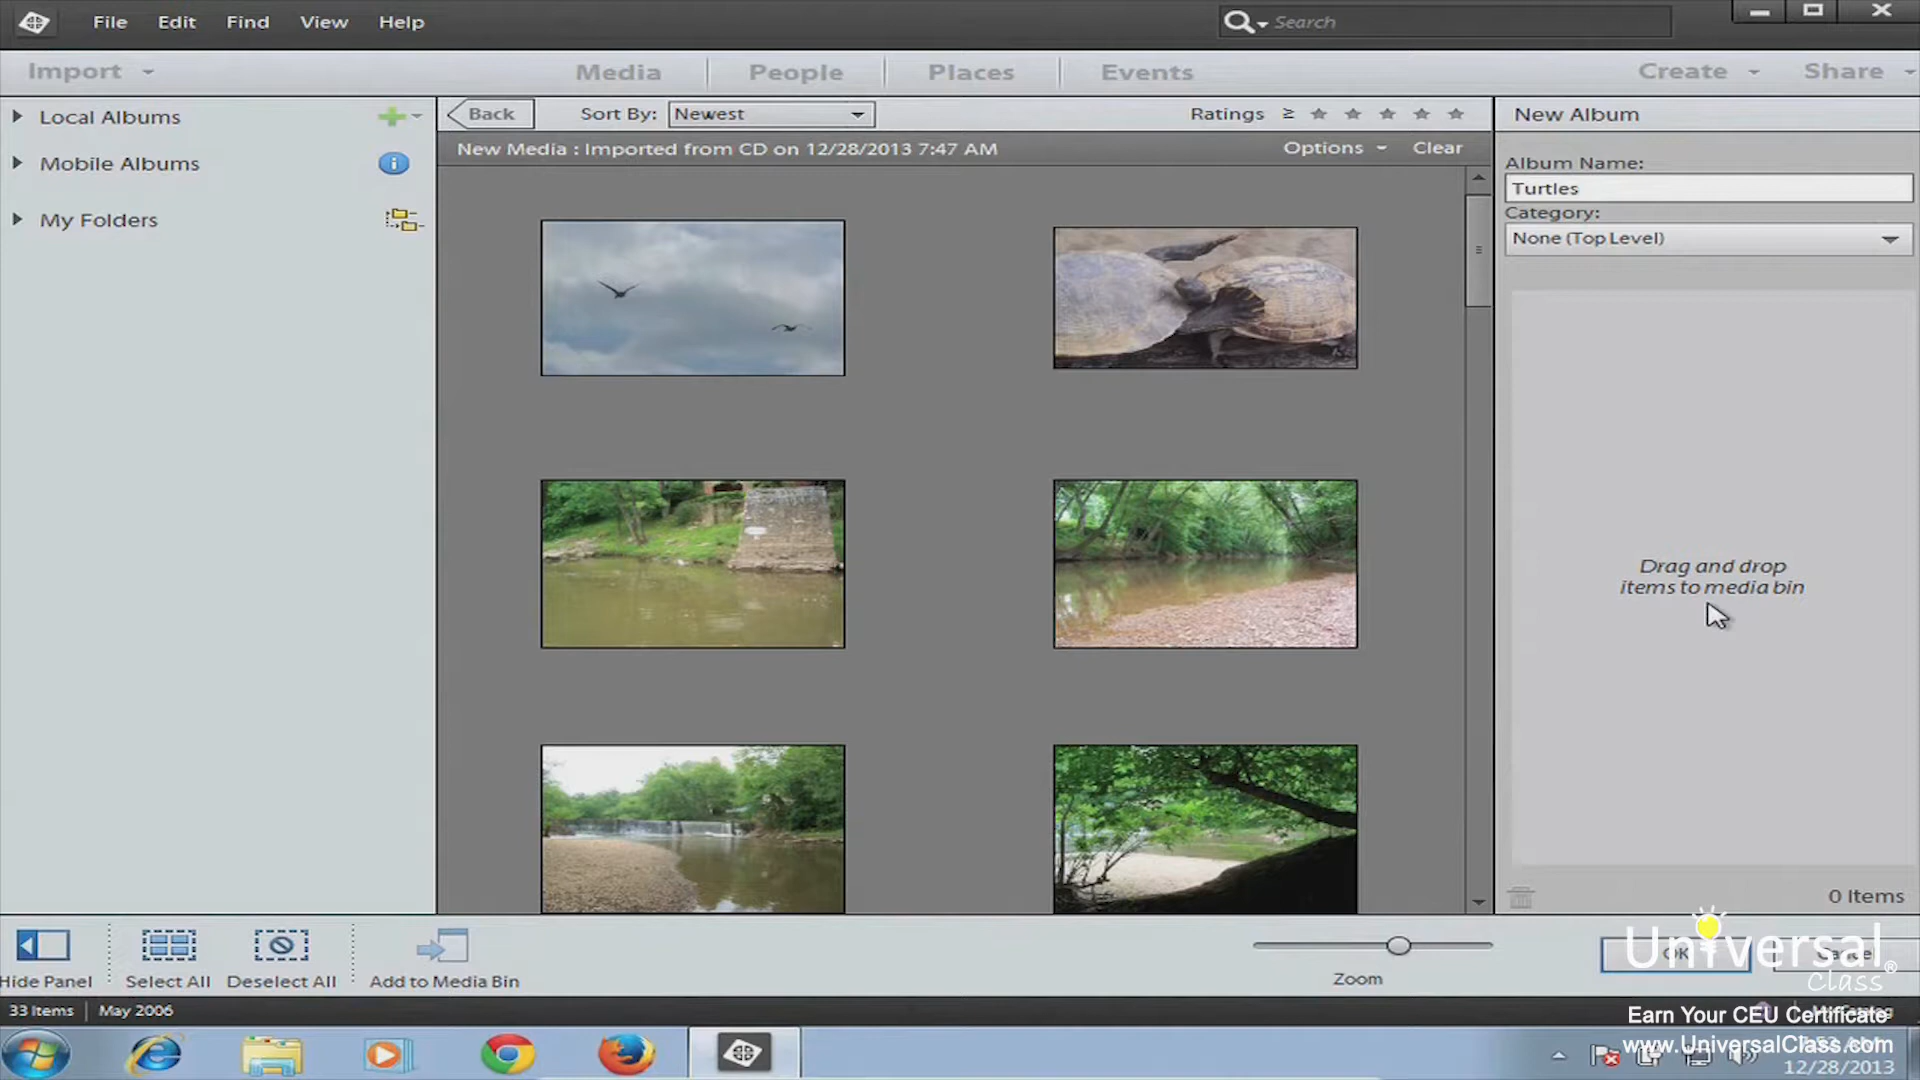 File Edit Find View Help
Search
Import Media People Places Events Create Share
Local Albums
Mobile Albums
My Folders
Back Sort By: Newest Ratings ≥
New Media : Imported from CD on 12/28/2013 7:47 AM Options Clear
New Album
Album Name:
Turtles
Category:
None (Top Level)
Drag and drop
items to media bin
0 Items
Hide Panel Select All Deselect All Add to Media Bin Zoom
OK Cancel
Universal
Class ®
33 Items May 2006
Earn Your CEU Certificate
www.UniversalClass.com
12/28/2013